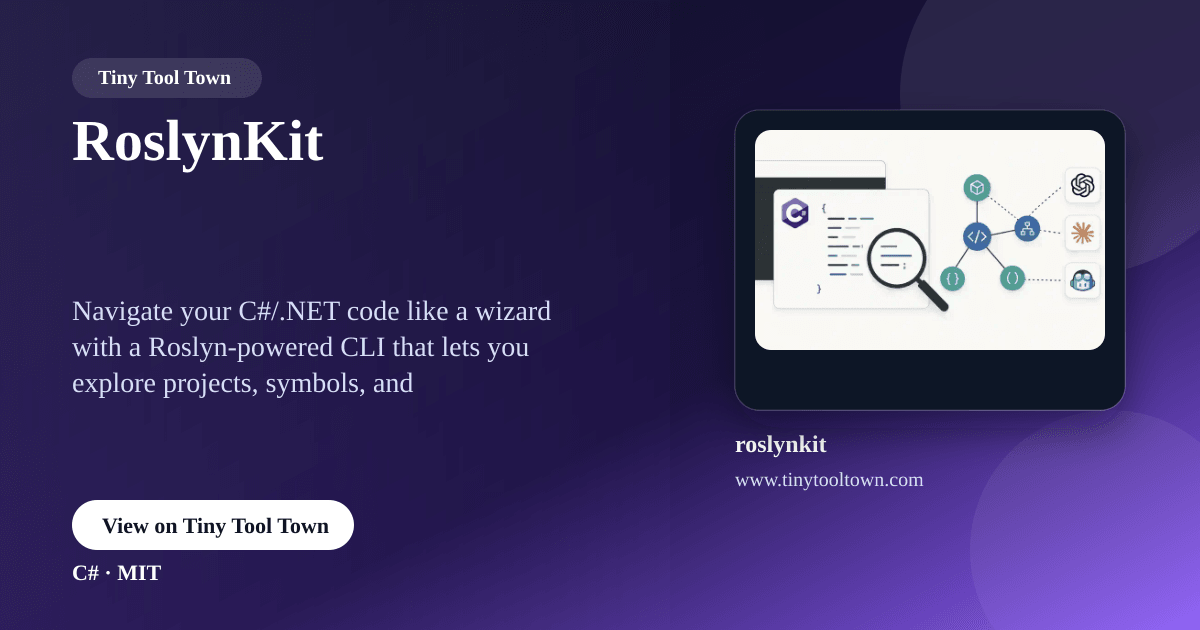 Tiny Tool Town
RoslynKit
Navigate your C#/.NET code like a wizard
with a Roslyn-powered CLI that lets you
explore projects, symbols, and
View on Tiny Tool Town
C# · MIT
C#
{
}
</>
{ }
( )
roslynkit
www.tinytooltown.com